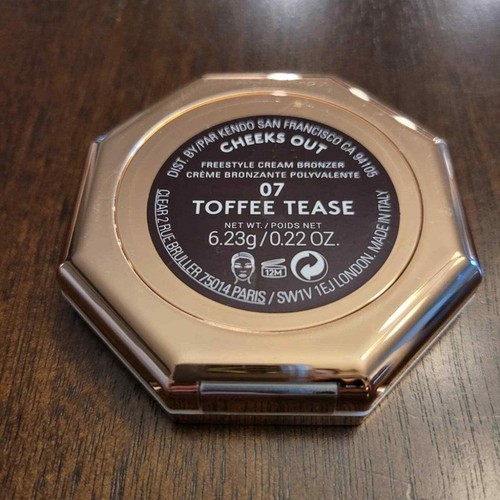 DIST. BY/PAR KENDO SAN FRANCISCO CA 94105
CHEEKS OUT
FREESTYLE CREAM BRONZER
CRÈME BRONZANTE POLYVALENTE
07
TOFFEE TEASE
NET WT. / POIDS NET
6.23g / 0.22 OZ.
12M
CLEAR 2 RUE BRULLER 75014 PARIS / SW1V 1EJ LONDON. MADE IN ITALY